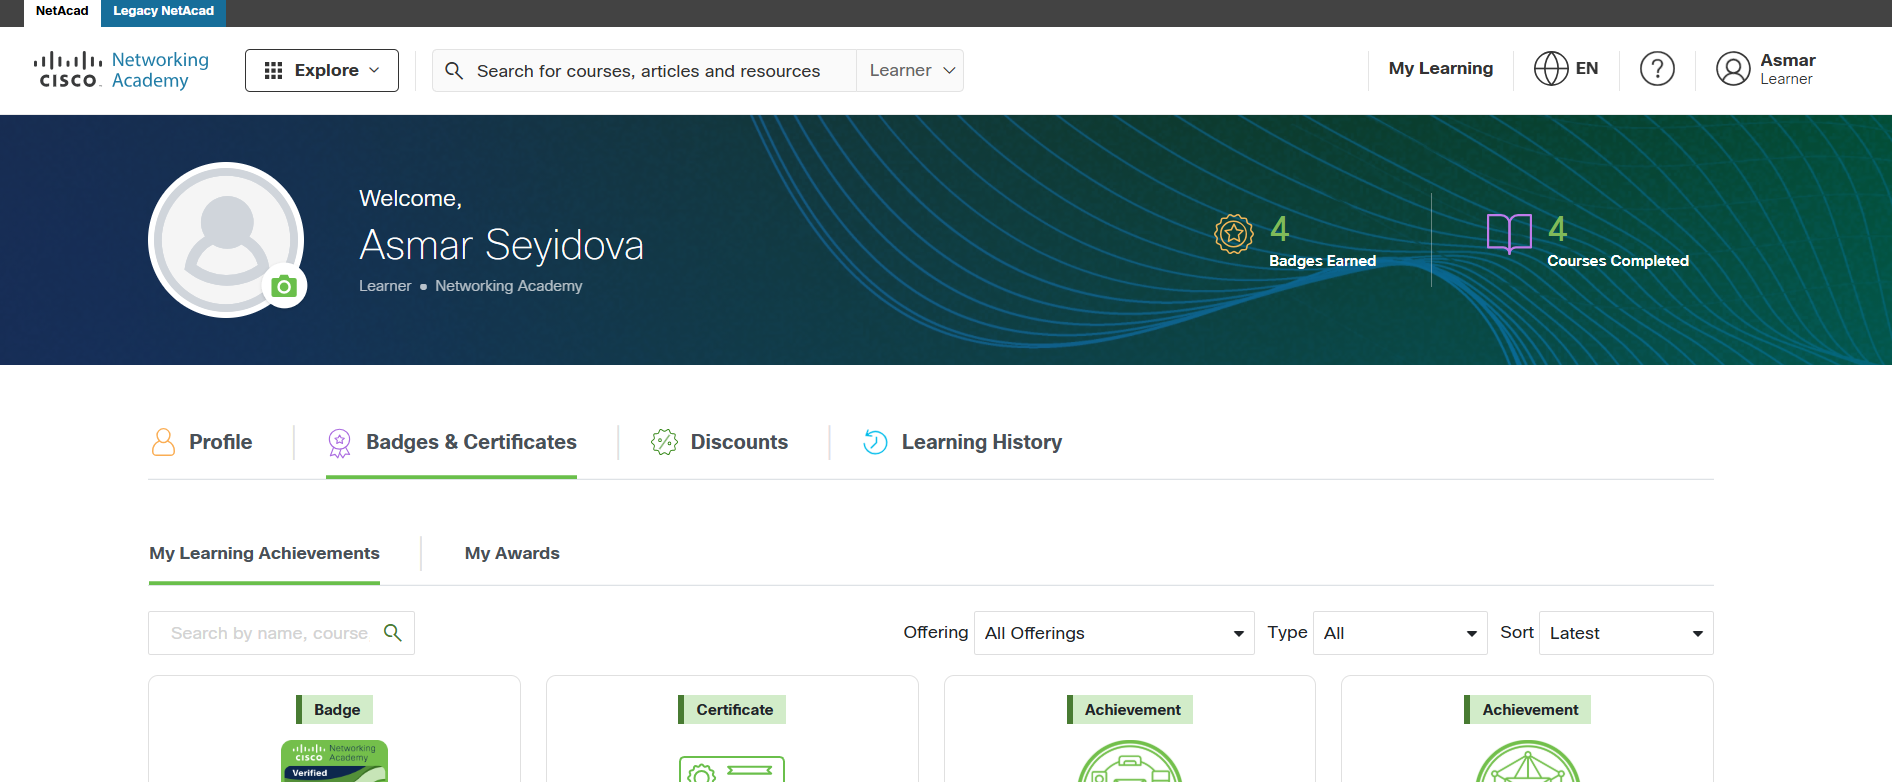 NetAcad Legacy NetAcad
CISCO Networking Academy
Explore
Search for courses, articles and resources Learner
My Learning EN ? Asmar
Learner
Welcome,
Asmar Seyidova
Learner • Networking Academy
4
Badges Earned
4
Courses Completed
Profile Badges & Certificates Discounts Learning History
My Learning Achievements My Awards
Search by name, course Offering All Offerings Type All Sort Latest
Badge Certificate Achievement Achievement
CISCO Networking Academy
Verified